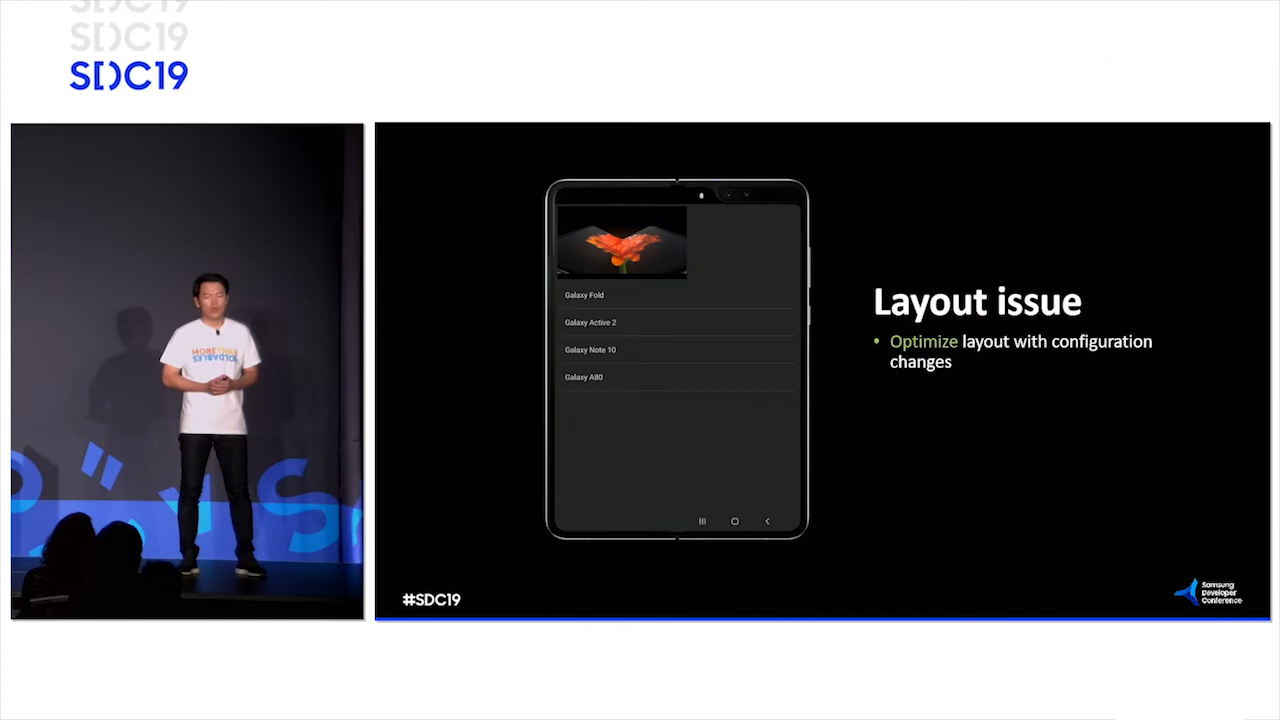 SDC19
SDC19
SDC19
MORE THAN
FOLDABLES
Galaxy Fold
Galaxy Active 2
Galaxy Note 10
Galaxy A80
Layout issue
• Optimize layout with configuration
changes
#SDC19
Samsung
Developer
Conference